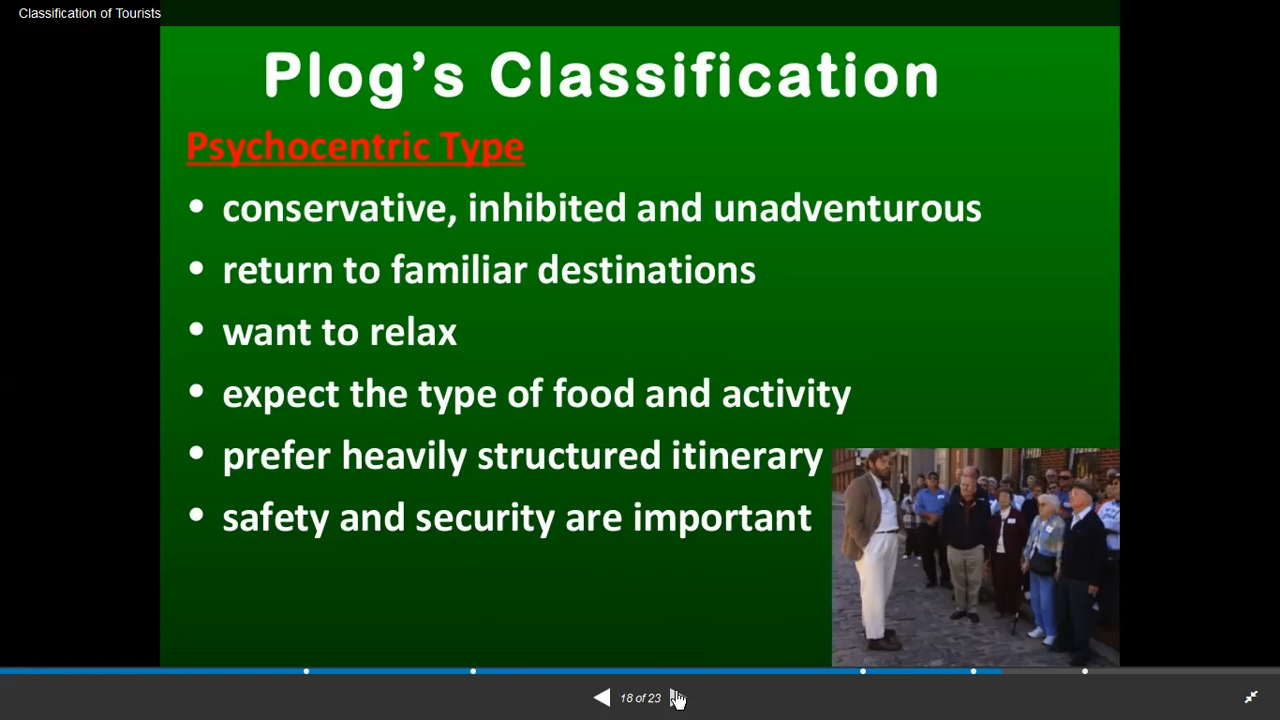 Classification of Tourists
Plog’s Classification
Psychocentric Type
• conservative, inhibited and unadventurous
• return to familiar destinations
• want to relax
• expect the type of food and activity
• prefer heavily structured itinerary
• safety and security are important
18 of 23